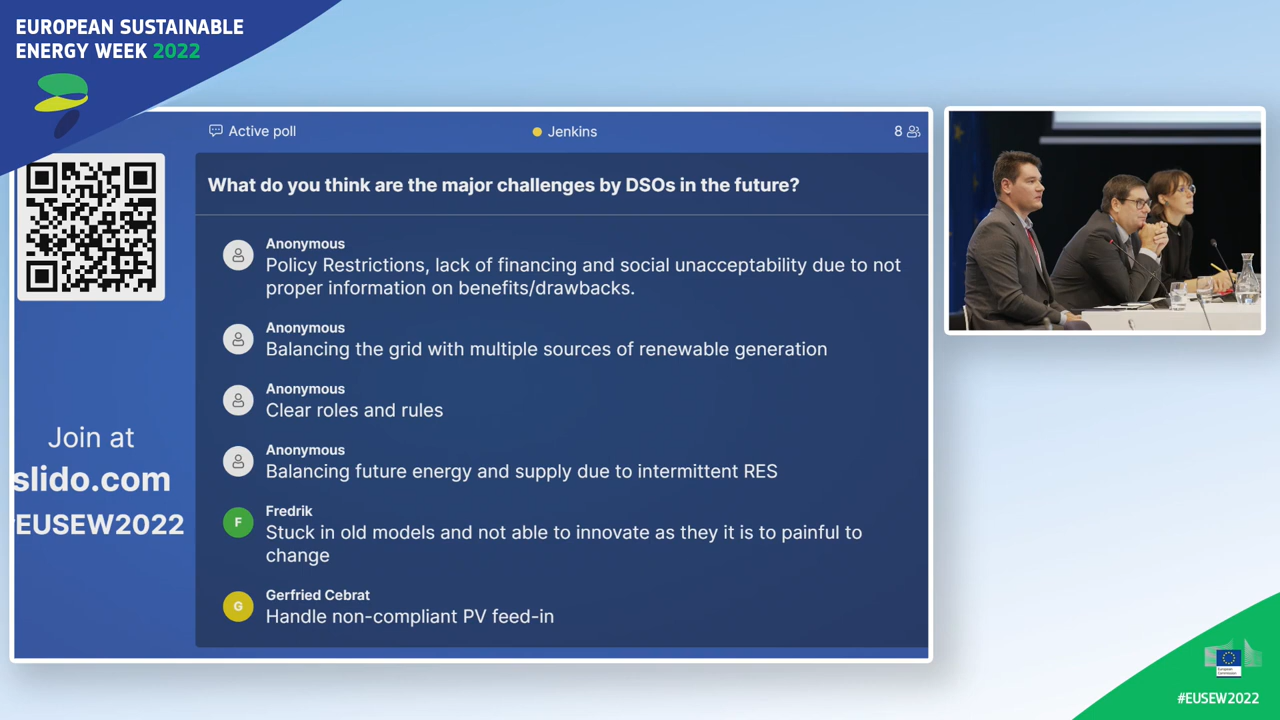 EUROPEAN SUSTAINABLE
ENERGY WEEK 2022
Active poll
Jenkins
8
What do you think are the major challenges by DSOs in the future?
Anonymous
Policy Restrictions, lack of financing and social unacceptability due to not
proper information on benefits/drawbacks.
Anonymous
Balancing the grid with multiple sources of renewable generation
Anonymous
Clear roles and rules
Anonymous
Balancing future energy and supply due to intermittent RES
F
Fredrik
Stuck in old models and not able to innovate as they it is to painful to
change
G
Gerfried Cebrat
Handle non-compliant PV feed-in
Join at
slido.com
EUSEW2022
European
Commission
#EUSEW2022